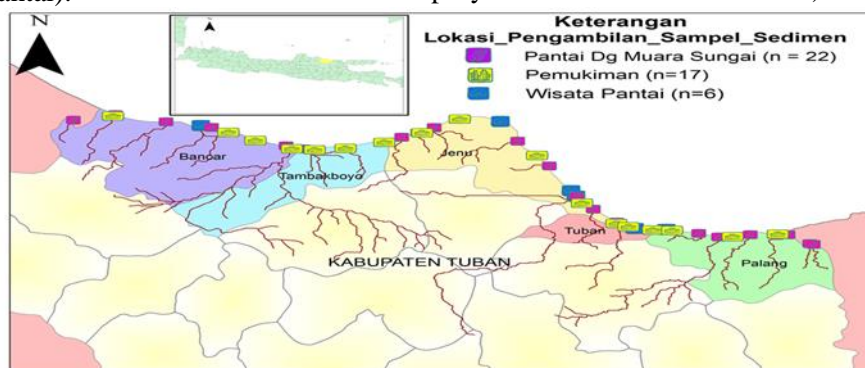 antai).
N
Keterangan
Lokasi_Pengambilan_Sampel_Sedimen
Pantai Dg Muara Sungai (n = 22)
Pemukiman (n=17)
Wisata Pantai (n=6)
Bancar
Tambakboyo
Jenu
Tuban
Palang
KABUPATEN TUBAN